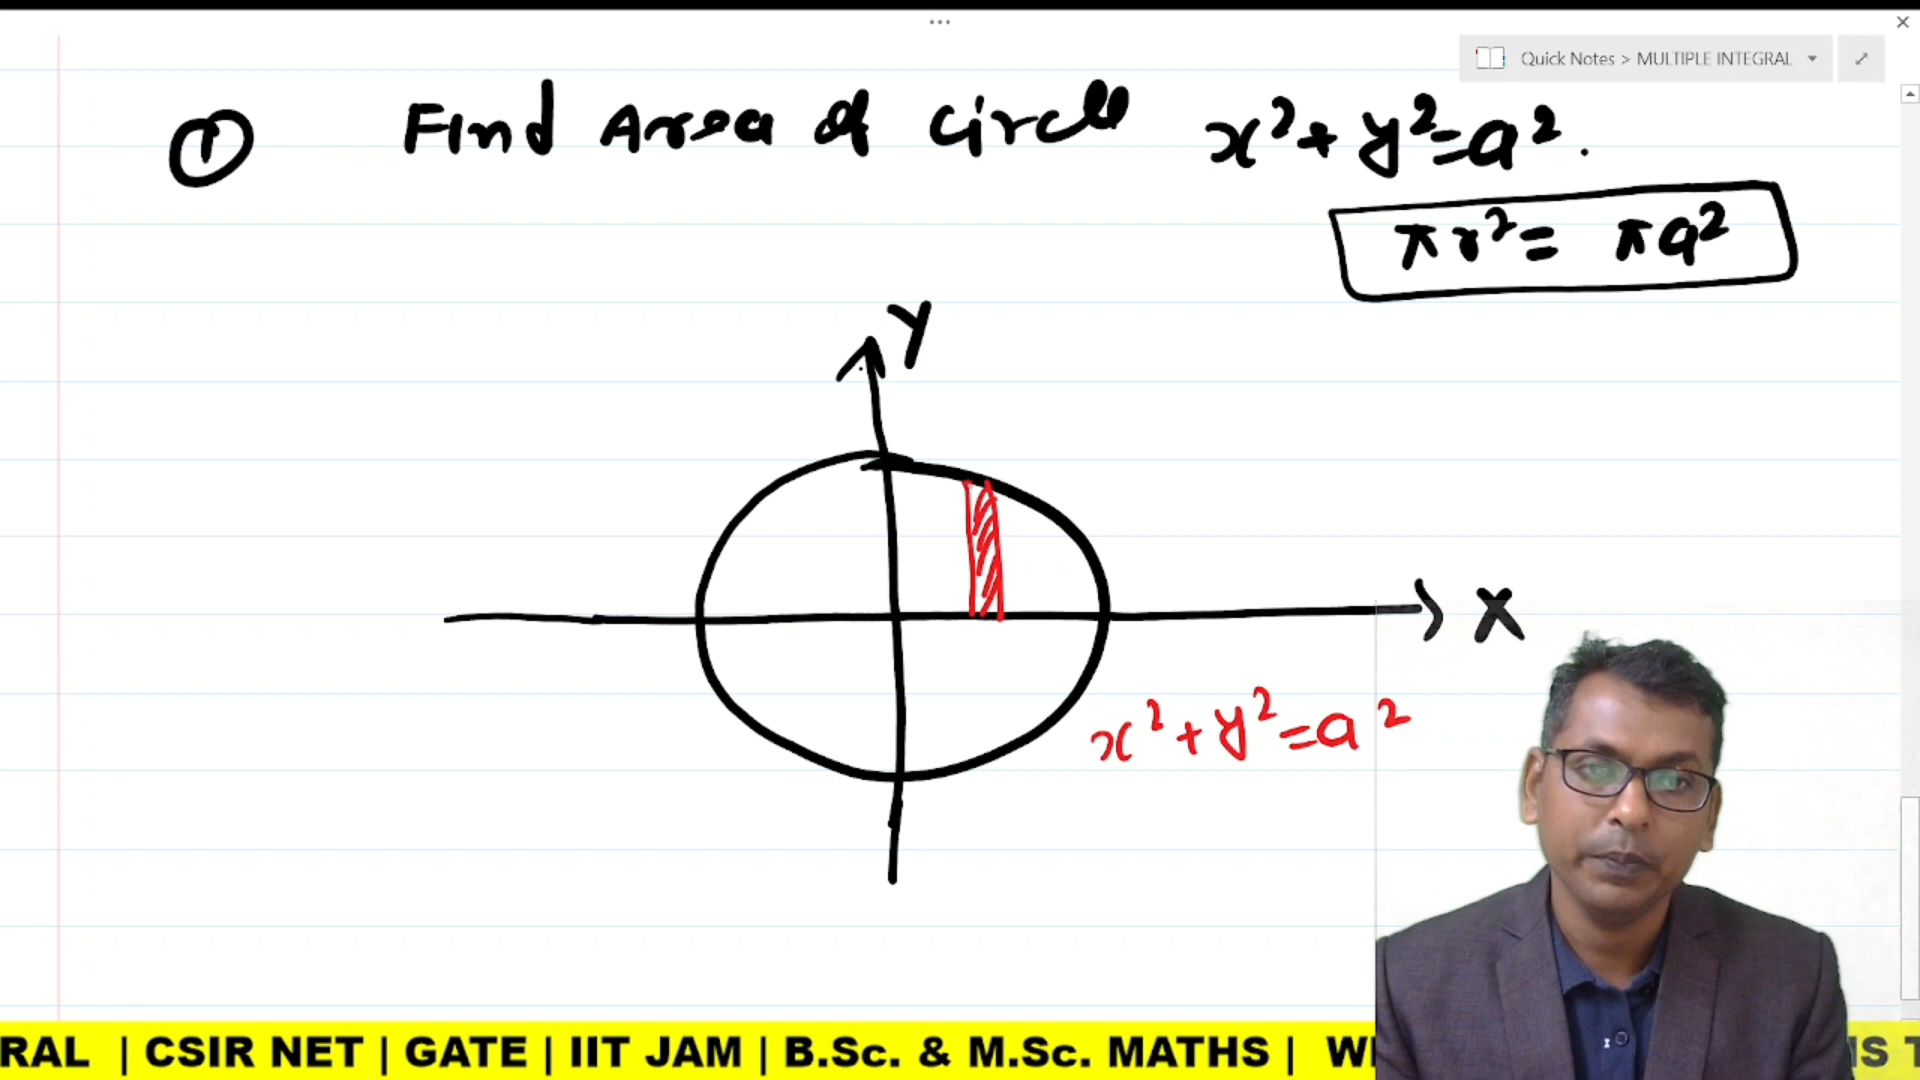 ...
Quick Notes > MULTIPLE INTEGRAL
① Find Area of Circle x²+y²=a².
πr²= πa²
Y
X
x²+y²=a²
RAL | CSIR NET | GATE | IIT JAM | B.Sc. & M.Sc. MATHS |